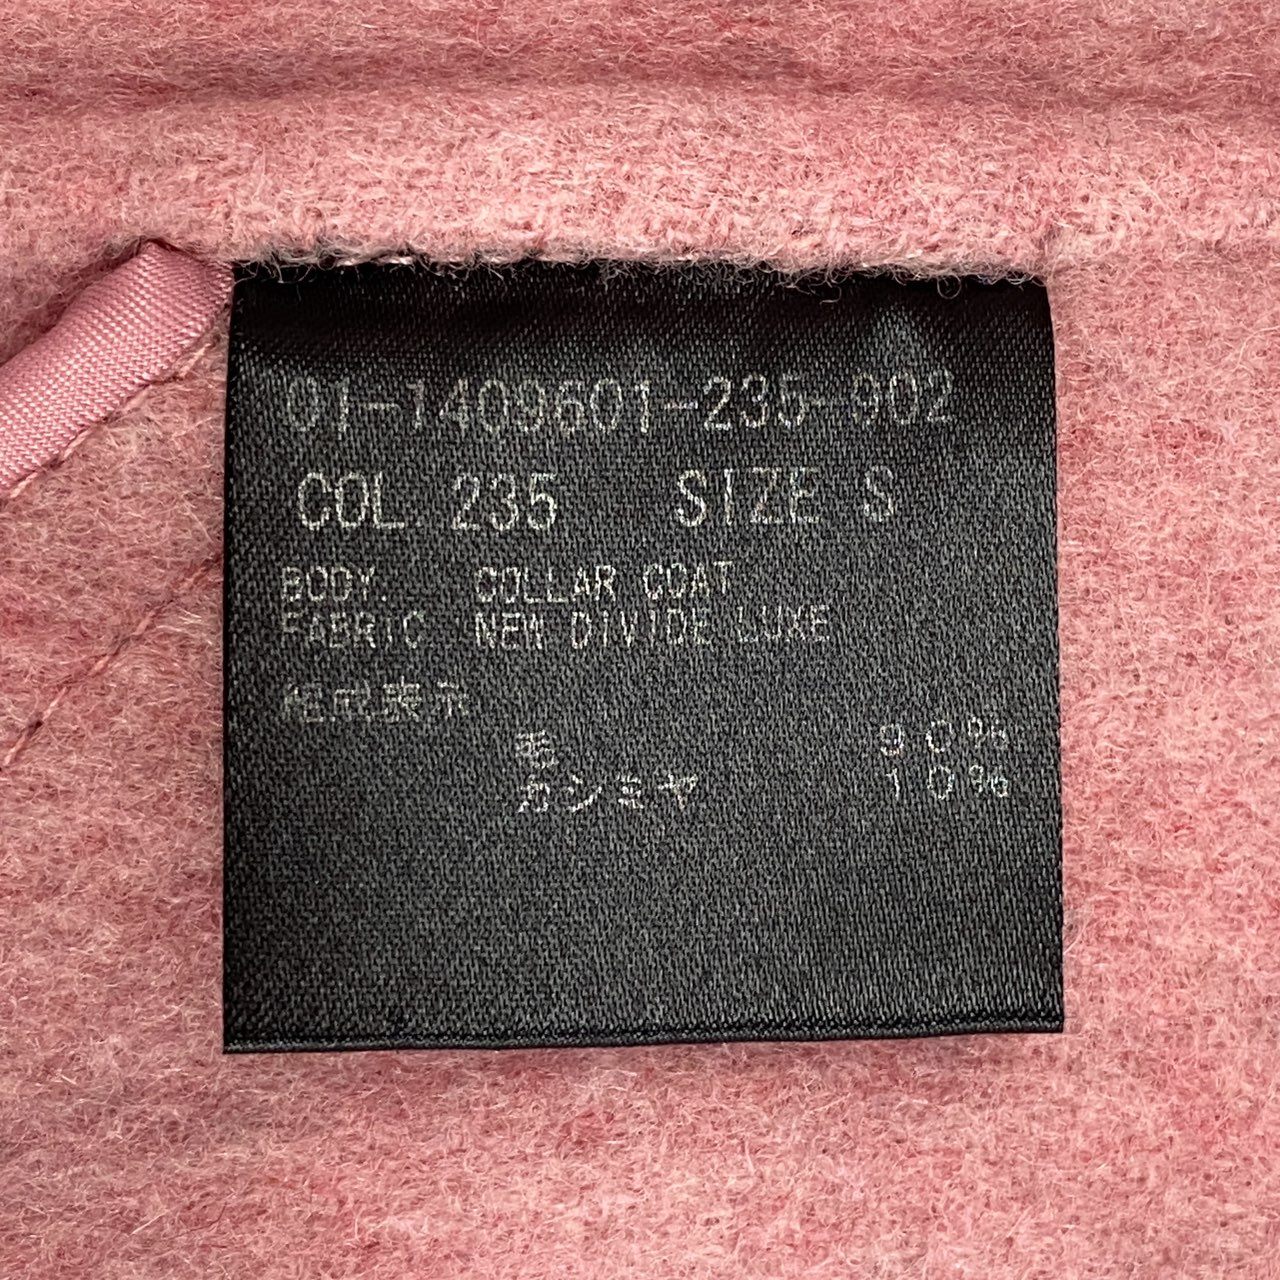 01-1409601-235-902
COL. 235 SIZE S
BODY. COLLAR COAT
FABRIC NEW DIVIDE LUXE
組成表示
毛 90%
カシミヤ 10%